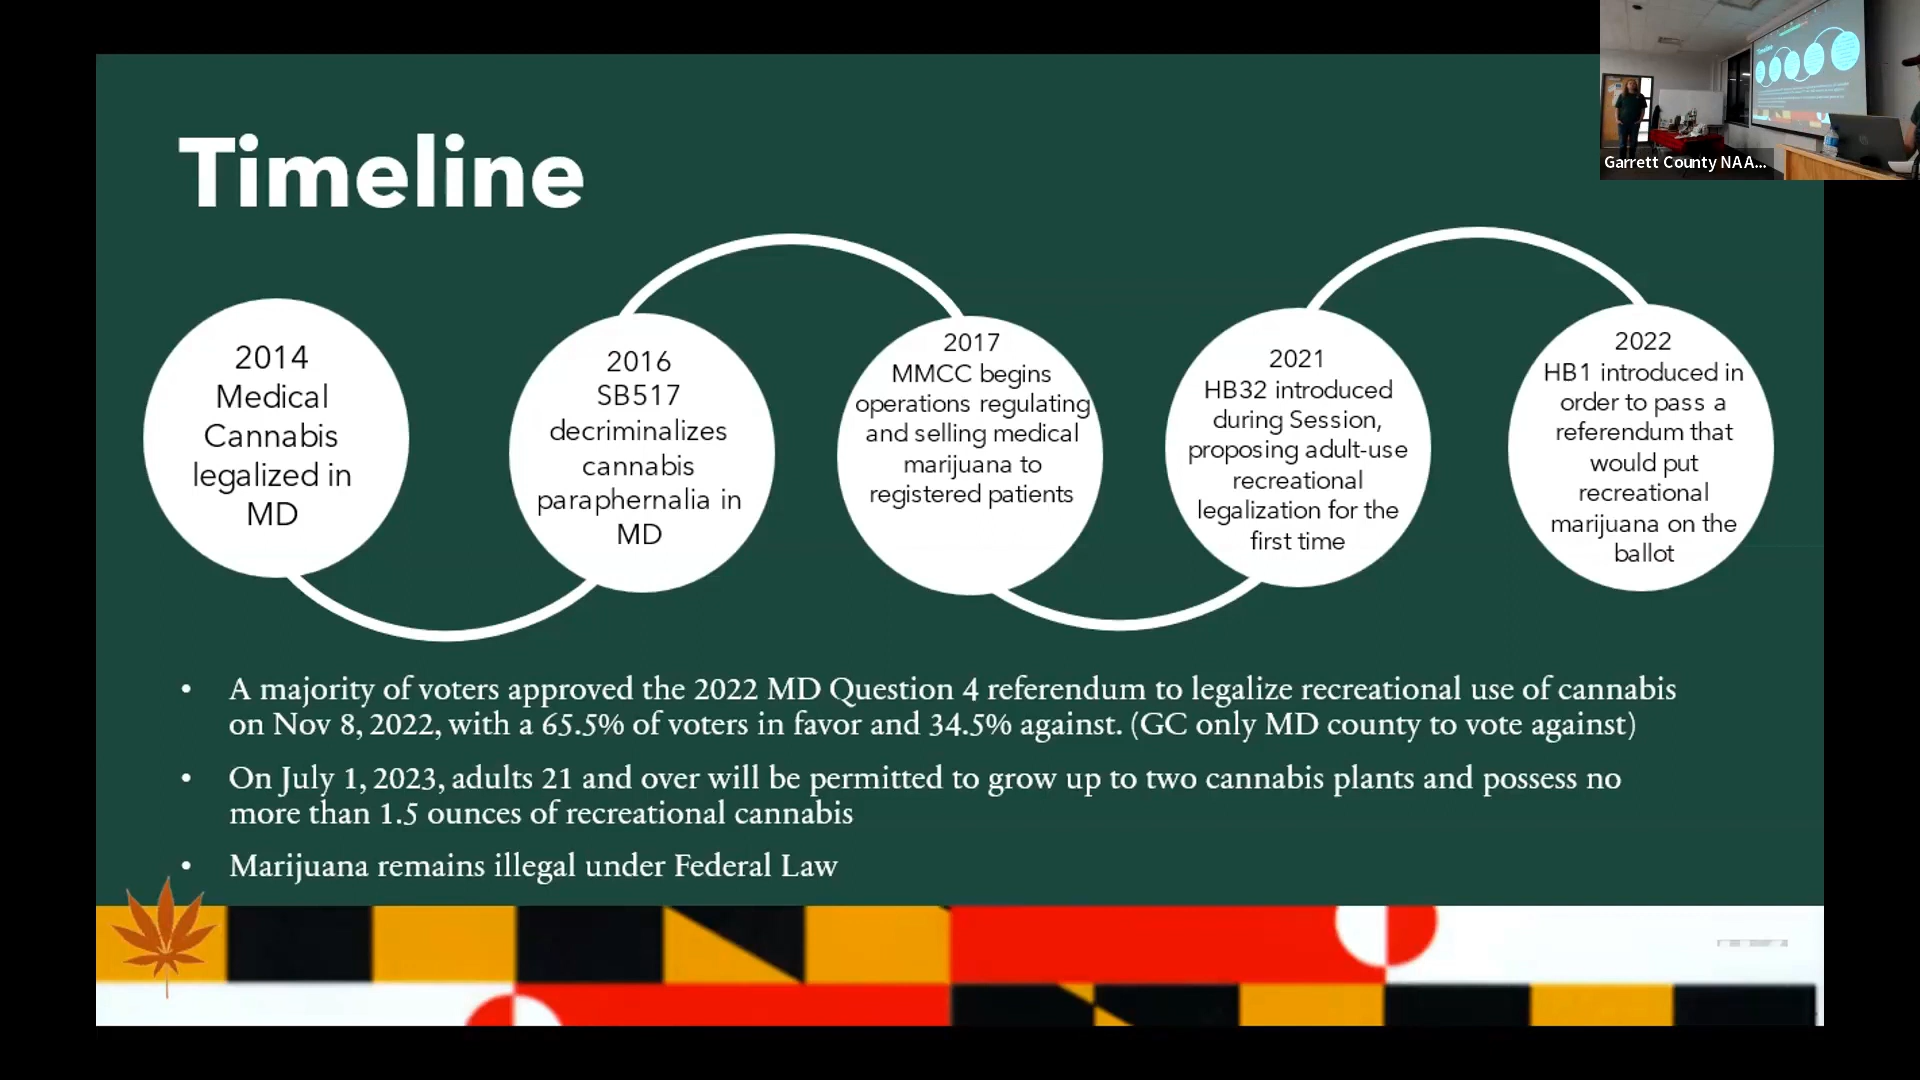 Timeline
Garrett County NAA...
2014
Medical
Cannabis
legalized in
MD
2016
SB517
decriminalizes
cannabis
paraphernalia in
MD
2017
MMCC begins
operations regulating
and selling medical
marijuana to
registered patients
2021
HB32 introduced
during Session,
proposing adult-use
recreational
legalization for the
first time
2022
HB1 introduced in
order to pass a
referendum that
would put
recreational
marijuana on the
ballot
• A majority of voters approved the 2022 MD Question 4 referendum to legalize recreational use of cannabis
on Nov 8, 2022, with a 65.5% of voters in favor and 34.5% against. (GC only MD county to vote against)
• On July 1, 2023, adults 21 and over will be permitted to grow up to two cannabis plants and possess no
more than 1.5 ounces of recreational cannabis
• Marijuana remains illegal under Federal Law